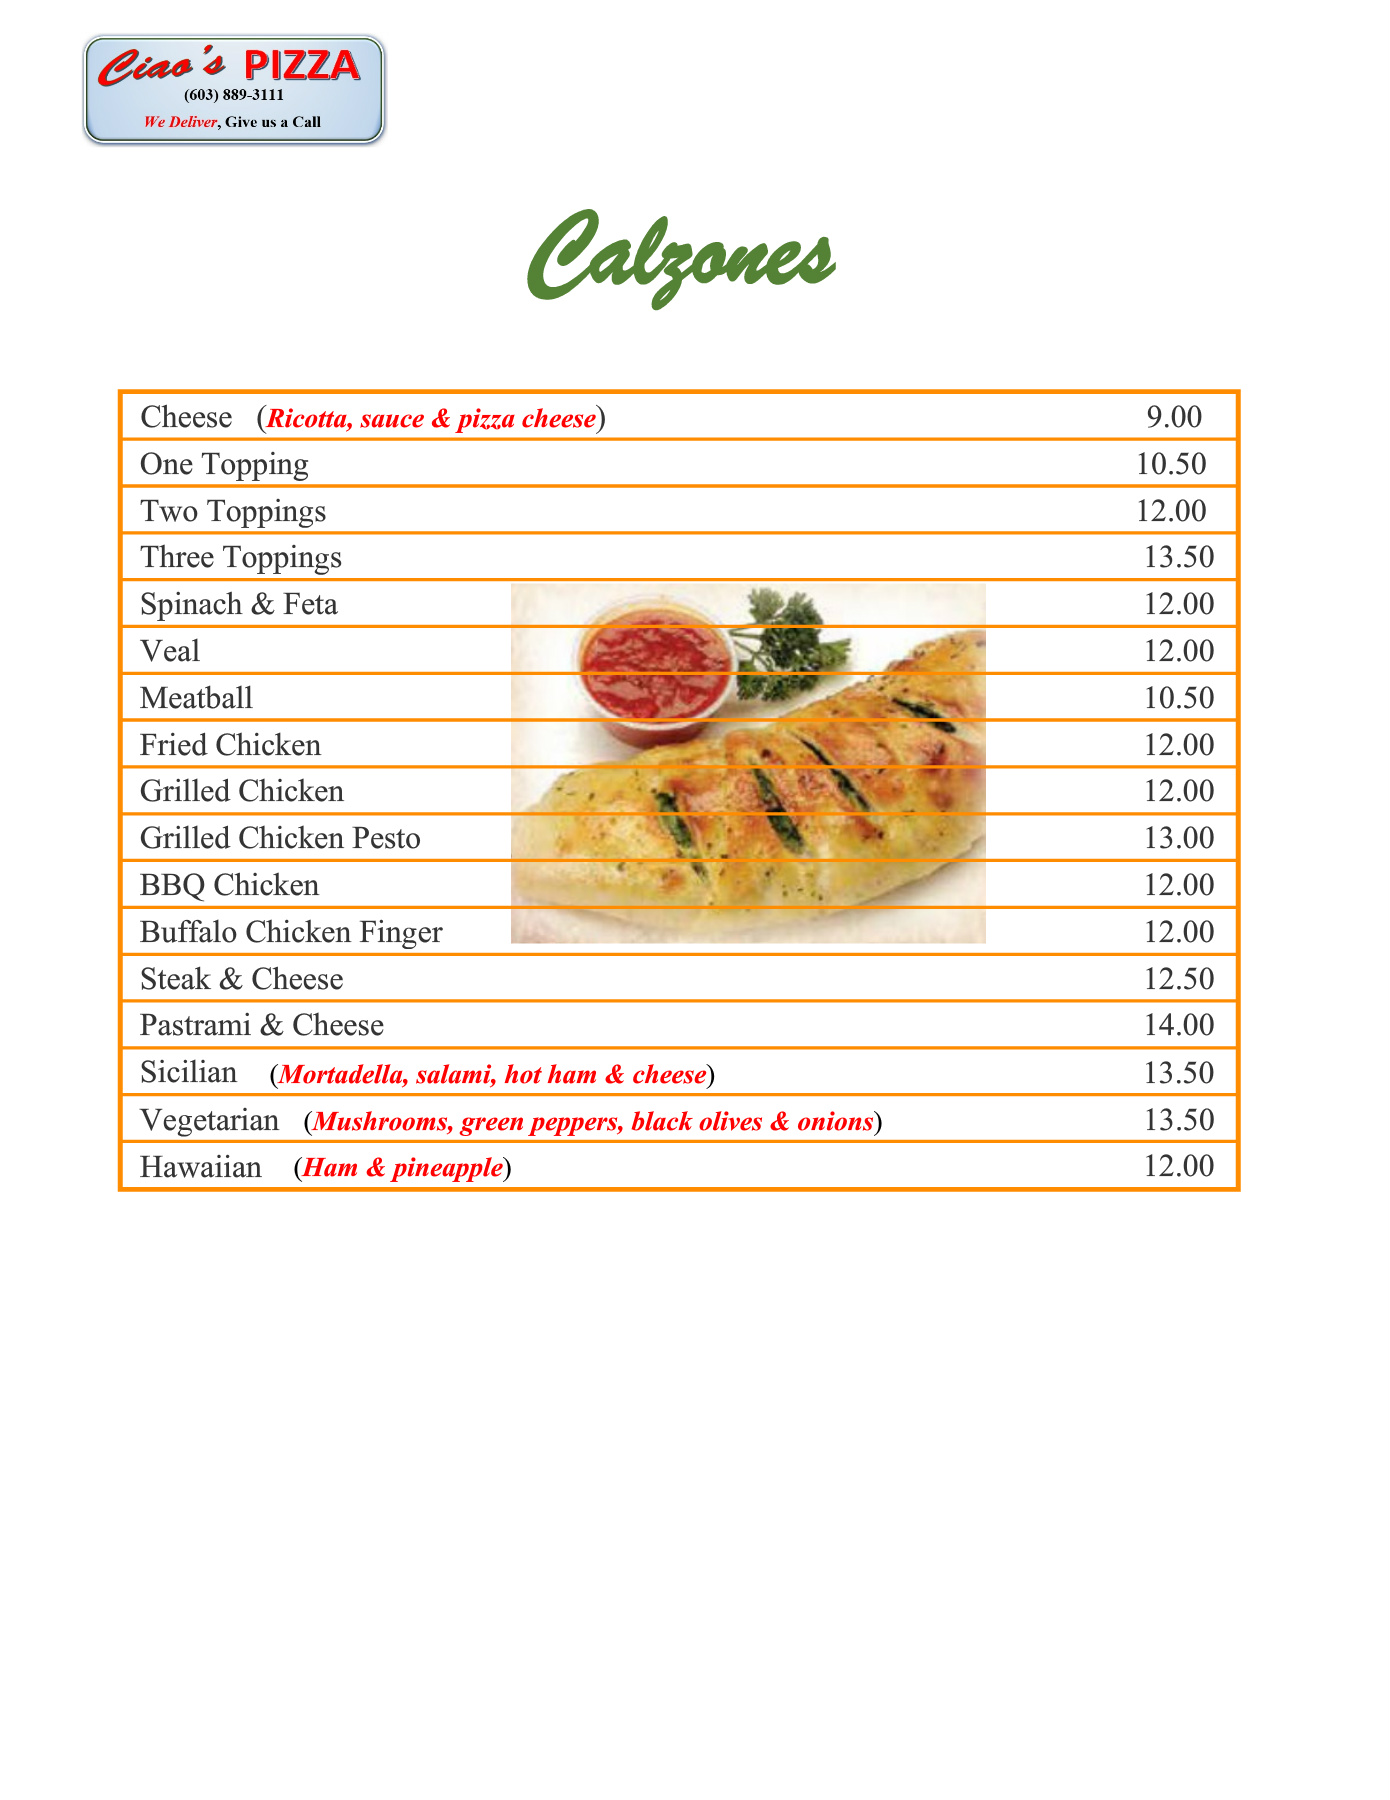 Ciao's PIZZA
(603) 889-3111
We Deliver, Give us a Call
Calzones
Cheese (Ricotta, sauce & pizza cheese) 9.00
One Topping 10.50
Two Toppings 12.00
Three Toppings 13.50
Spinach & Feta 12.00
Veal 12.00
Meatball 10.50
Fried Chicken 12.00
Grilled Chicken 12.00
Grilled Chicken Pesto 13.00
BBQ Chicken 12.00
Buffalo Chicken Finger 12.00
Steak & Cheese 12.50
Pastrami & Cheese 14.00
Sicilian (Mortadella, salami, hot ham & cheese) 13.50
Vegetarian (Mushrooms, green peppers, black olives & onions) 13.50
Hawaiian (Ham & pineapple) 12.00